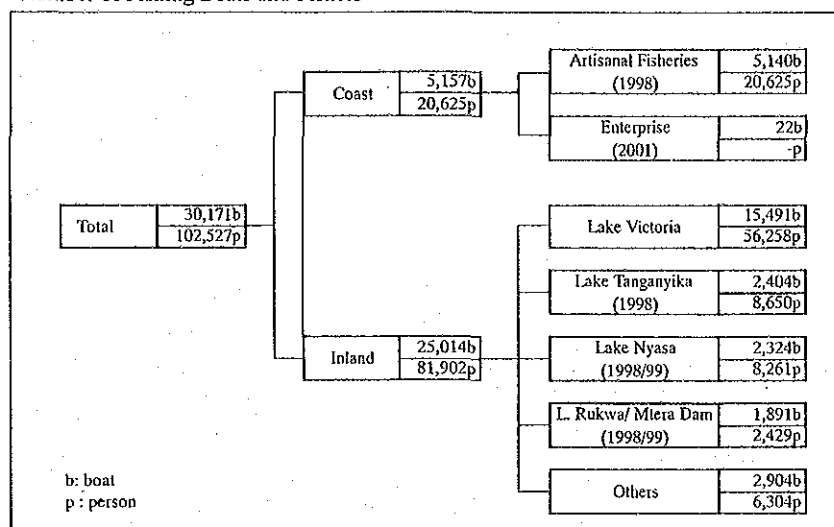 Total
30,171b
102,527p
Coast
5,157b
20,625p
Artisanal Fisheries
(1998)
5,140b
20,625p
Enterprise
(2001)
22b
-p
Inland
25,014b
81,902p
Lake Victoria
15,491b
56,258p
Lake Tanganyika
(1998)
2,404b
8,650p
Lake Nyasa
(1998/99)
2,324b
8,261p
L. Rukwa/ Mtera Dam
(1998/99)
1,891b
2,429p
Others
2,904b
6,304p
b: boat
p : person